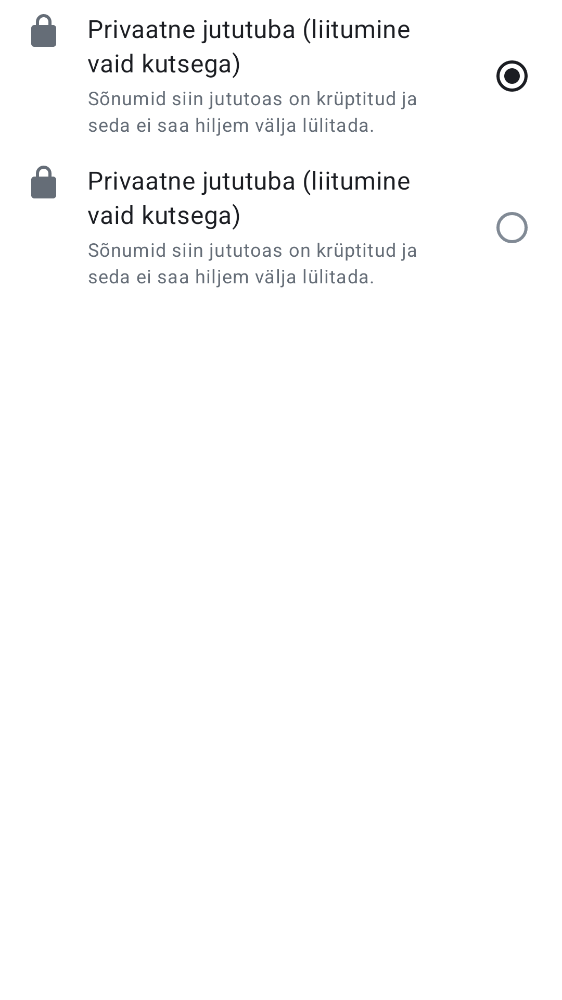 Privaatne jututuba (liitumine
vaid kutsega)
Sõnumid siin jututoas on krüptitud ja
seda ei saa hiljem välja lülitada.
Privaatne jututuba (liitumine
vaid kutsega)
Sõnumid siin jututoas on krüptitud ja
seda ei saa hiljem välja lülitada.